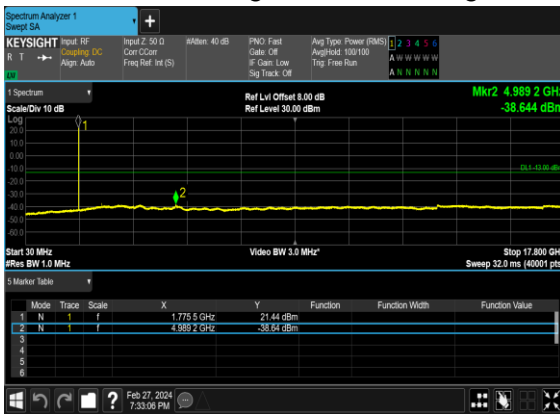 Spectrum Analyzer 1
Swept SA
KEYSIGHT Input: RF Input Z: 50 Ω #Atten: 40 dB PNO: Fast Avg Type: Power (RMS) 1 2 3 4 5 6
R T Coupling: DC Corr CCorr Gate: Off Avg|Hold: 100/100 A W W W W W
Align: Auto Freq Ref: Int (S) IF Gain: Low Trig: Free Run
LV Sig Track: Off A N N N N N
1 Spectrum Ref Lvl Offset 8.00 dB Mkr2 4.989 2 GHz
Scale/Div 10 dB Ref Level 30.00 dBm -38.644 dBm
Log
20.0
10.0
0.00
-10.0
-20.0
-30.0
-40.0
-50.0
-60.0
1
2
DL1 -13.00 dBm
Start 30 MHz Video BW 3.0 MHz* Stop 17.800 GH
#Res BW 1.0 MHz Sweep 32.0 ms (40001 pts
5 Marker Table
Mode Trace Scale X Y Function Function Width Function Value
1 N 1 f 1.775 5 GHz 21.44 dBm
2 N 1 f 4.989 2 GHz -38.64 dBm
3
4
5
6
? Feb 27, 2024
7:33:06 PM